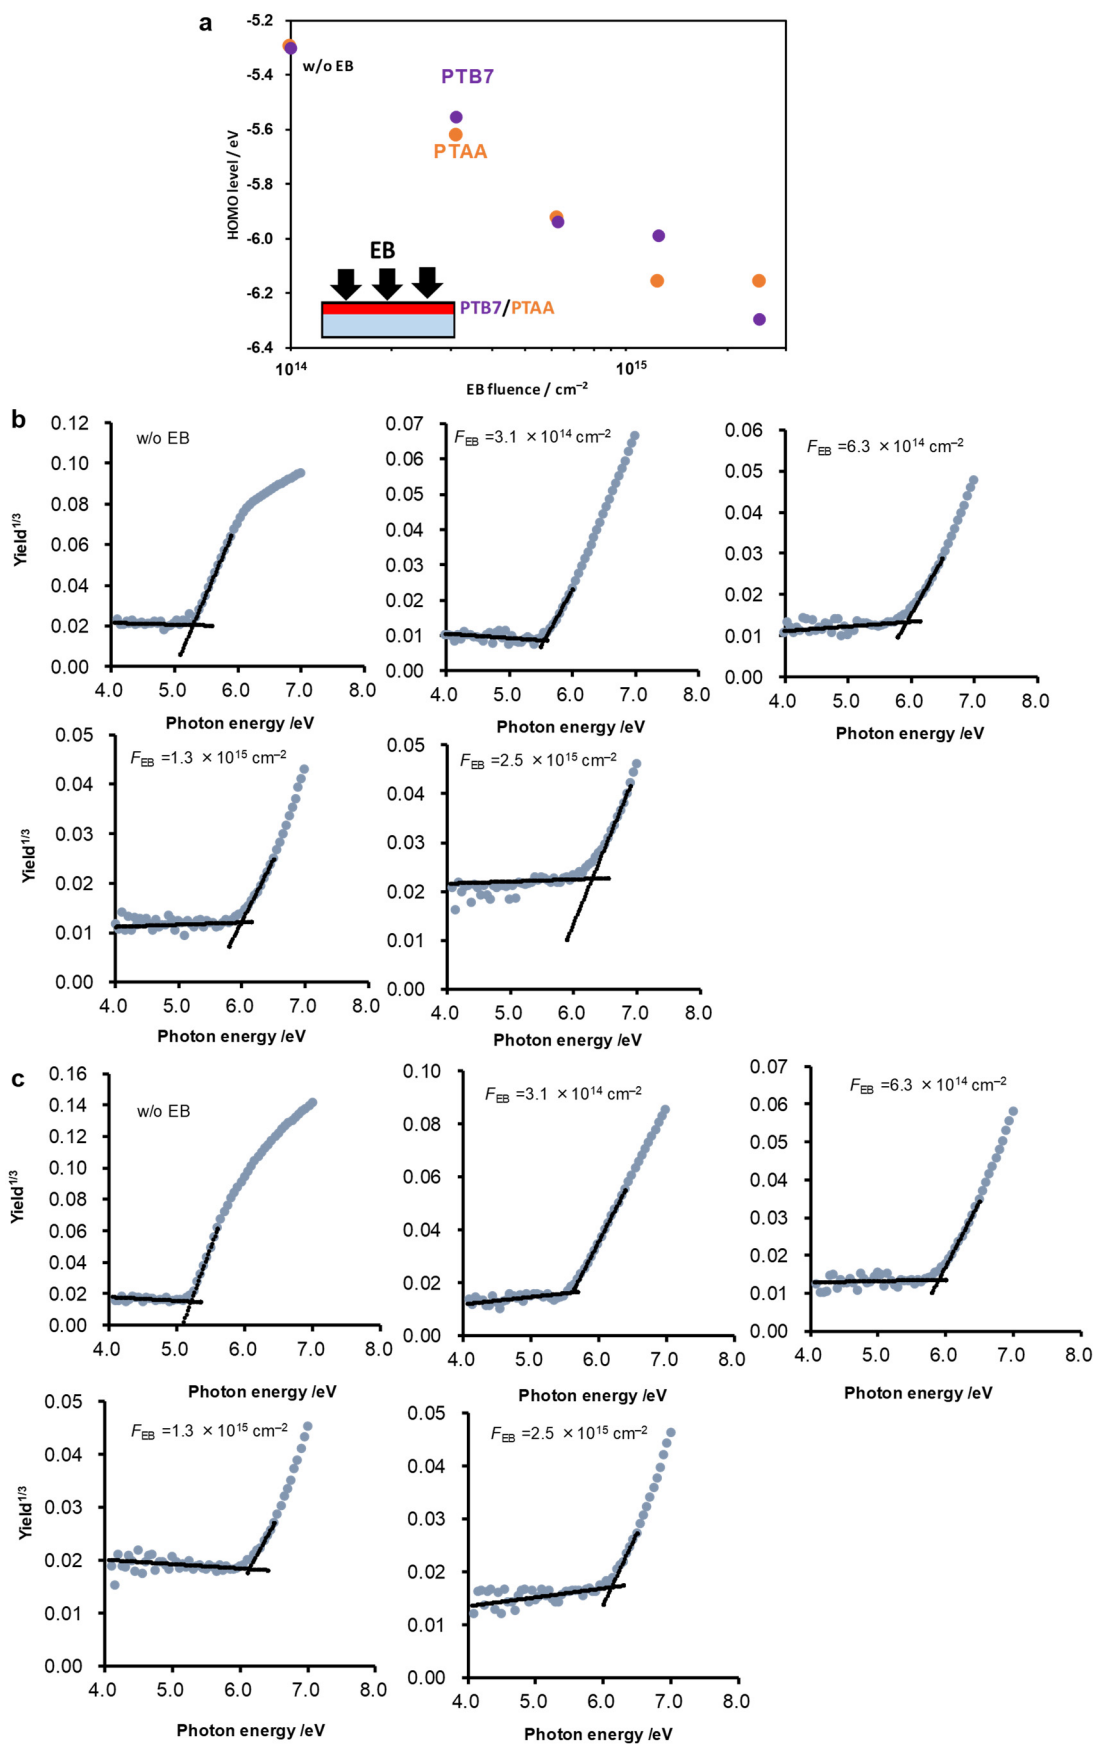 a
-5.2
-5.4
-5.6
-5.8
-6.0
-6.2
-6.4
HOMO level / eV
w/o EB
PTB7
PTAA
EB
PTB7/PTAA
10¹⁴
10¹⁵
EB fluence / cm⁻²
b
0.12
0.10
0.08
0.06
0.04
0.02
0.00
Yield¹ᐟ³
w/o EB
4.0 5.0 6.0 7.0 8.0
Photon energy /eV
0.07
0.06
0.05
0.04
0.03
0.02
0.01
0.00
F_EB =3.1 ×10¹⁴ cm⁻²
4.0 5.0 6.0 7.0 8.0
Photon energy /eV
0.06
0.05
0.04
0.03
0.02
0.01
0.00
F_EB =6.3 ×10¹⁴ cm⁻²
4.0 5.0 6.0 7.0 8.0
Photon energy /eV
0.05
0.04
0.03
0.02
0.01
0.00
Yield¹ᐟ³
F_EB =1.3 ×10¹⁵ cm⁻²
4.0 5.0 6.0 7.0 8.0
Photon energy /eV
0.05
0.04
0.03
0.02
0.01
0.00
F_EB =2.5 ×10¹⁵ cm⁻²
4.0 5.0 6.0 7.0 8.0
Photon energy /eV
c
0.16
0.14
0.12
0.10
0.08
0.06
0.04
0.02
0.00
Yield¹ᐟ³
w/o EB
4.0 5.0 6.0 7.0 8.0
Photon energy /eV
0.10
0.08
0.06
0.04
0.02
0.00
F_EB =3.1 ×10¹⁴ cm⁻²
4.0 5.0 6.0 7.0 8.0
Photon energy /eV
0.07
0.06
0.05
0.04
0.03
0.02
0.01
0.00
F_EB =6.3 ×10¹⁴ cm⁻²
4.0 5.0 6.0 7.0 8.0
Photon energy /eV
0.05
0.04
0.03
0.02
0.01
0.00
Yield¹ᐟ³
F_EB =1.3 ×10¹⁵ cm⁻²
4.0 5.0 6.0 7.0 8.0
Photon energy /eV
0.05
0.04
0.03
0.02
0.01
0.00
F_EB =2.5 ×10¹⁵ cm⁻²
4.0 5.0 6.0 7.0 8.0
Photon energy /eV